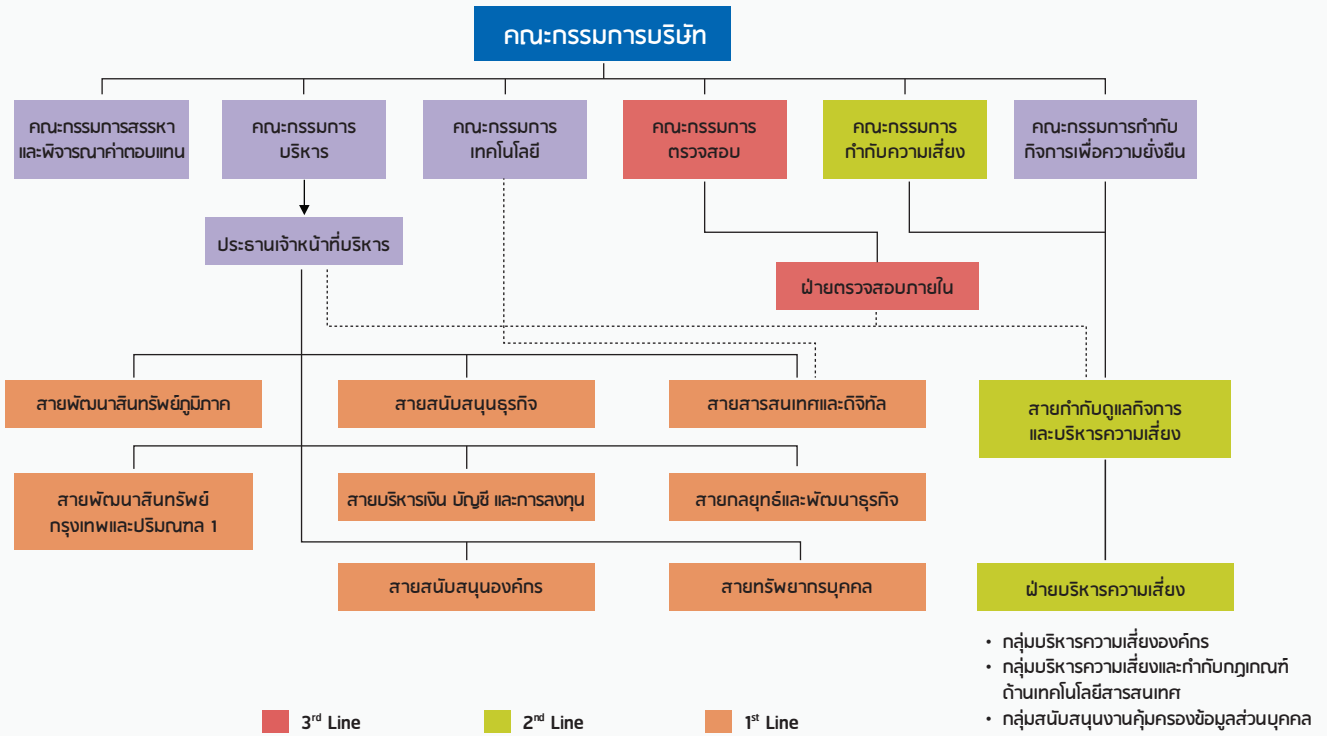 คณะกรรมการบริษัท
คณะกรรมการสรรหา
และพิจารณาค่าตอบแทน
คณะกรรมการ
บริหาร
คณะกรรมการ
เทคโนโลยี
คณะกรรมการ
ตรวจสอบ
คณะกรรมการ
กำกับความเสี่ยง
คณะกรรมการกำกับ
กิจการเพื่อความยั่งยืน
ประธานเจ้าหน้าที่บริหาร
ฝ่ายตรวจสอบภายใน
สายพัฒนาสินทรัพย์ภูมิภาค
สายสนับสนุนธุรกิจ
สายสารสนเทศและดิจิทัล
สายกำกับดูแลกิจการ
และบริหารความเสี่ยง
สายพัฒนาสินทรัพย์
กรุงเทพและปริมณฑล 1
สายบริหารเงิน บัญชี และการลงทุน
สายกลยุทธ์และพัฒนาธุรกิจ
สายสนับสนุนองค์กร
สายทรัพยากรบุคคล
ฝ่ายบริหารความเสี่ยง
• กลุ่มบริหารความเสี่ยงองค์กร
• กลุ่มบริหารความเสี่ยงและกำกับกฎเกณฑ์
ด้านเทคโนโลยีสารสนเทศ
• กลุ่มสนับสนุนงานคุ้มครองข้อมูลส่วนบุคคล
3rd Line
2nd Line
1st Line